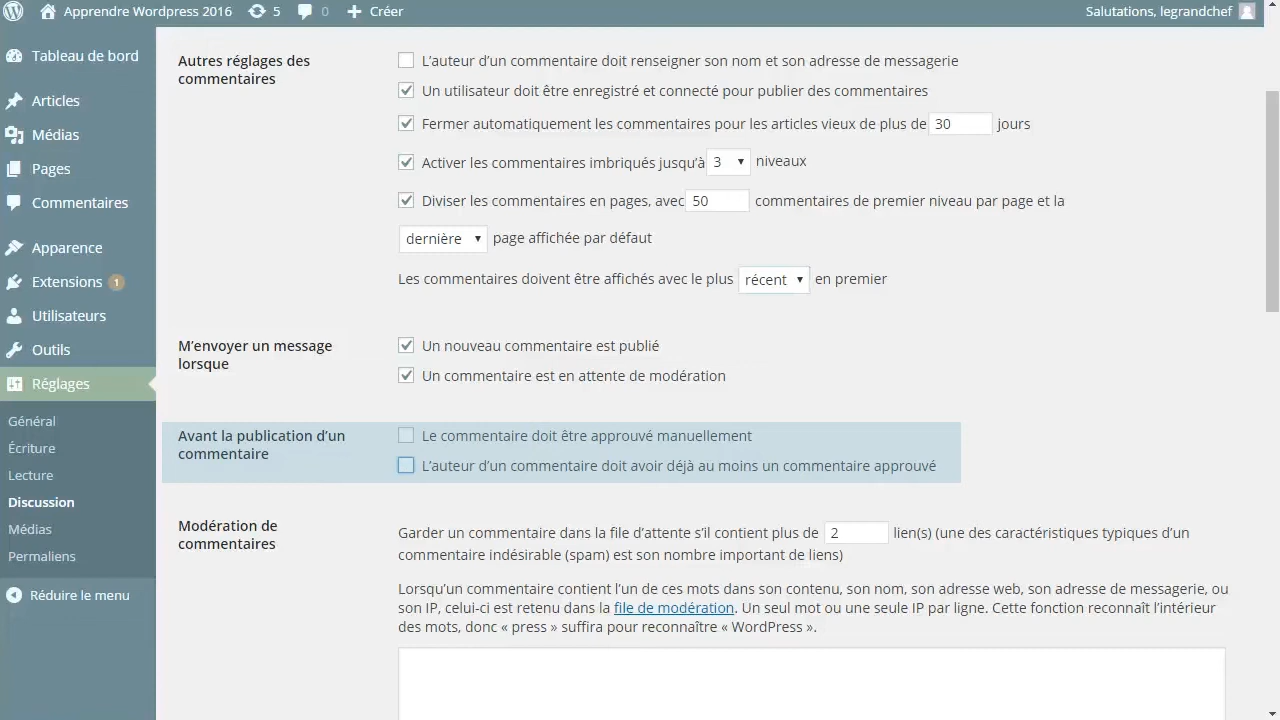 Apprendre Wordpress 2016 5 0 Créer Salutations, legrandchef
Tableau de bord
Articles
Médias
Pages
Commentaires
Apparence
Extensions 1
Utilisateurs
Outils
Réglages
Général
Écriture
Lecture
Discussion
Médias
Permaliens
Réduire le menu
Autres réglages des
commentaires
L’auteur d’un commentaire doit renseigner son nom et son adresse de messagerie
Un utilisateur doit être enregistré et connecté pour publier des commentaires
Fermer automatiquement les commentaires pour les articles vieux de plus de 30 jours
Activer les commentaires imbriqués jusqu’à 3 niveaux
Diviser les commentaires en pages, avec 50 commentaires de premier niveau par page et la
dernière page affichée par défaut
Les commentaires doivent être affichés avec le plus récent en premier
M’envoyer un message
lorsque
Un nouveau commentaire est publié
Un commentaire est en attente de modération
Avant la publication d’un
commentaire
Le commentaire doit être approuvé manuellement
L’auteur d’un commentaire doit avoir déjà au moins un commentaire approuvé
Modération de
commentaires
Garder un commentaire dans la file d’attente s’il contient plus de 2 lien(s) (une des caractéristiques typiques d’un
commentaire indésirable (spam) est son nombre important de liens)
Lorsqu’un commentaire contient l’un de ces mots dans son contenu, son nom, son adresse web, son adresse de messagerie, ou
son IP, celui-ci est retenu dans la file de modération. Un seul mot ou une seule IP par ligne. Cette fonction reconnaît l’intérieur
des mots, donc « press » suffira pour reconnaître « WordPress ».